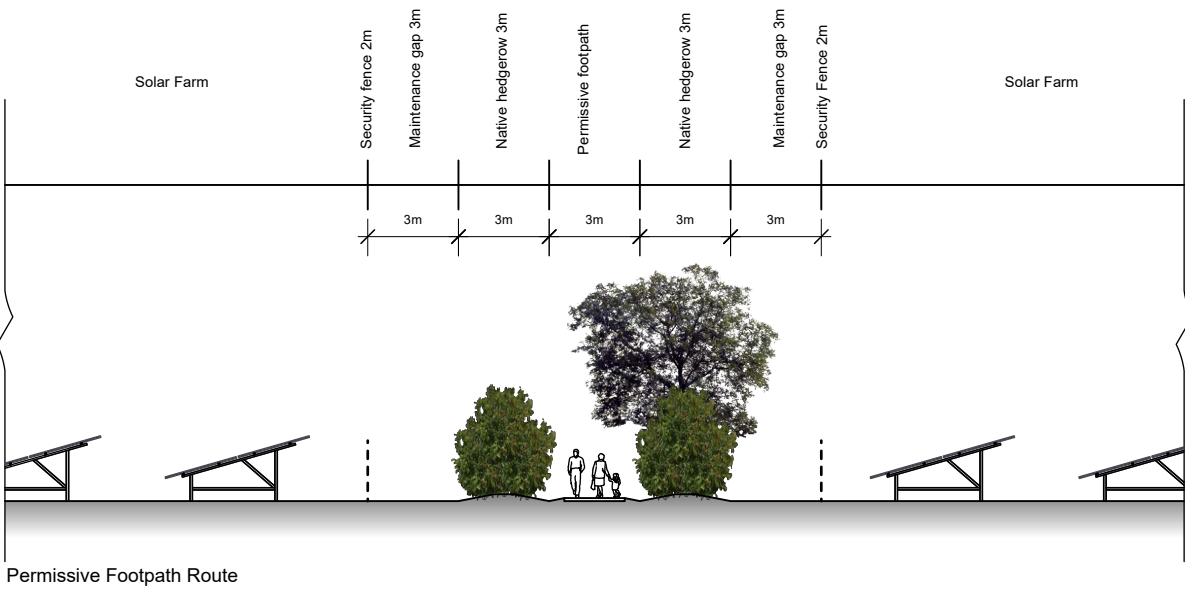 Solar Farm
Security fence 2m
Maintenance gap 3m
Native hedgerow 3m
Permissive footpath
Native hedgerow 3m
Maintenance gap 3m
Security Fence 2m
Solar Farm
3m
3m
3m
3m
3m
Permissive Footpath Route